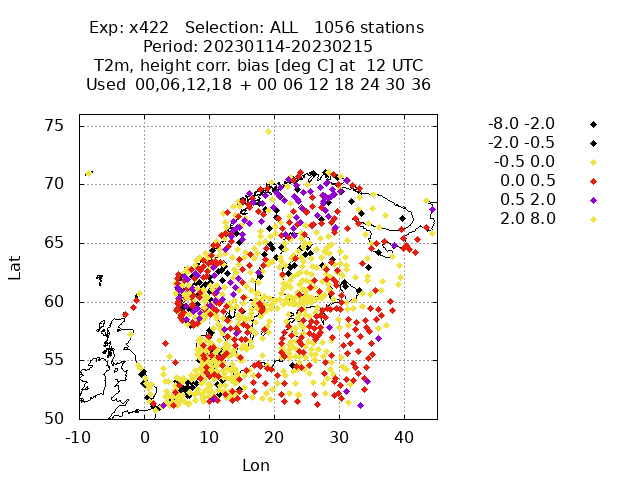 Exp: x422 Selection: ALL 1056 stations
Period: 20230114-20230215
T2m, height corr. bias [deg C] at 12 UTC
Used 00,06,12,18 + 00 06 12 18 24 30 36
-8.0 -2.0
-2.0 -0.5
-0.5 0.0
0.0 0.5
0.5 2.0
2.0 8.0
75
70
65
60
55
50
Lat
-10 0 10 20 30 40
Lon